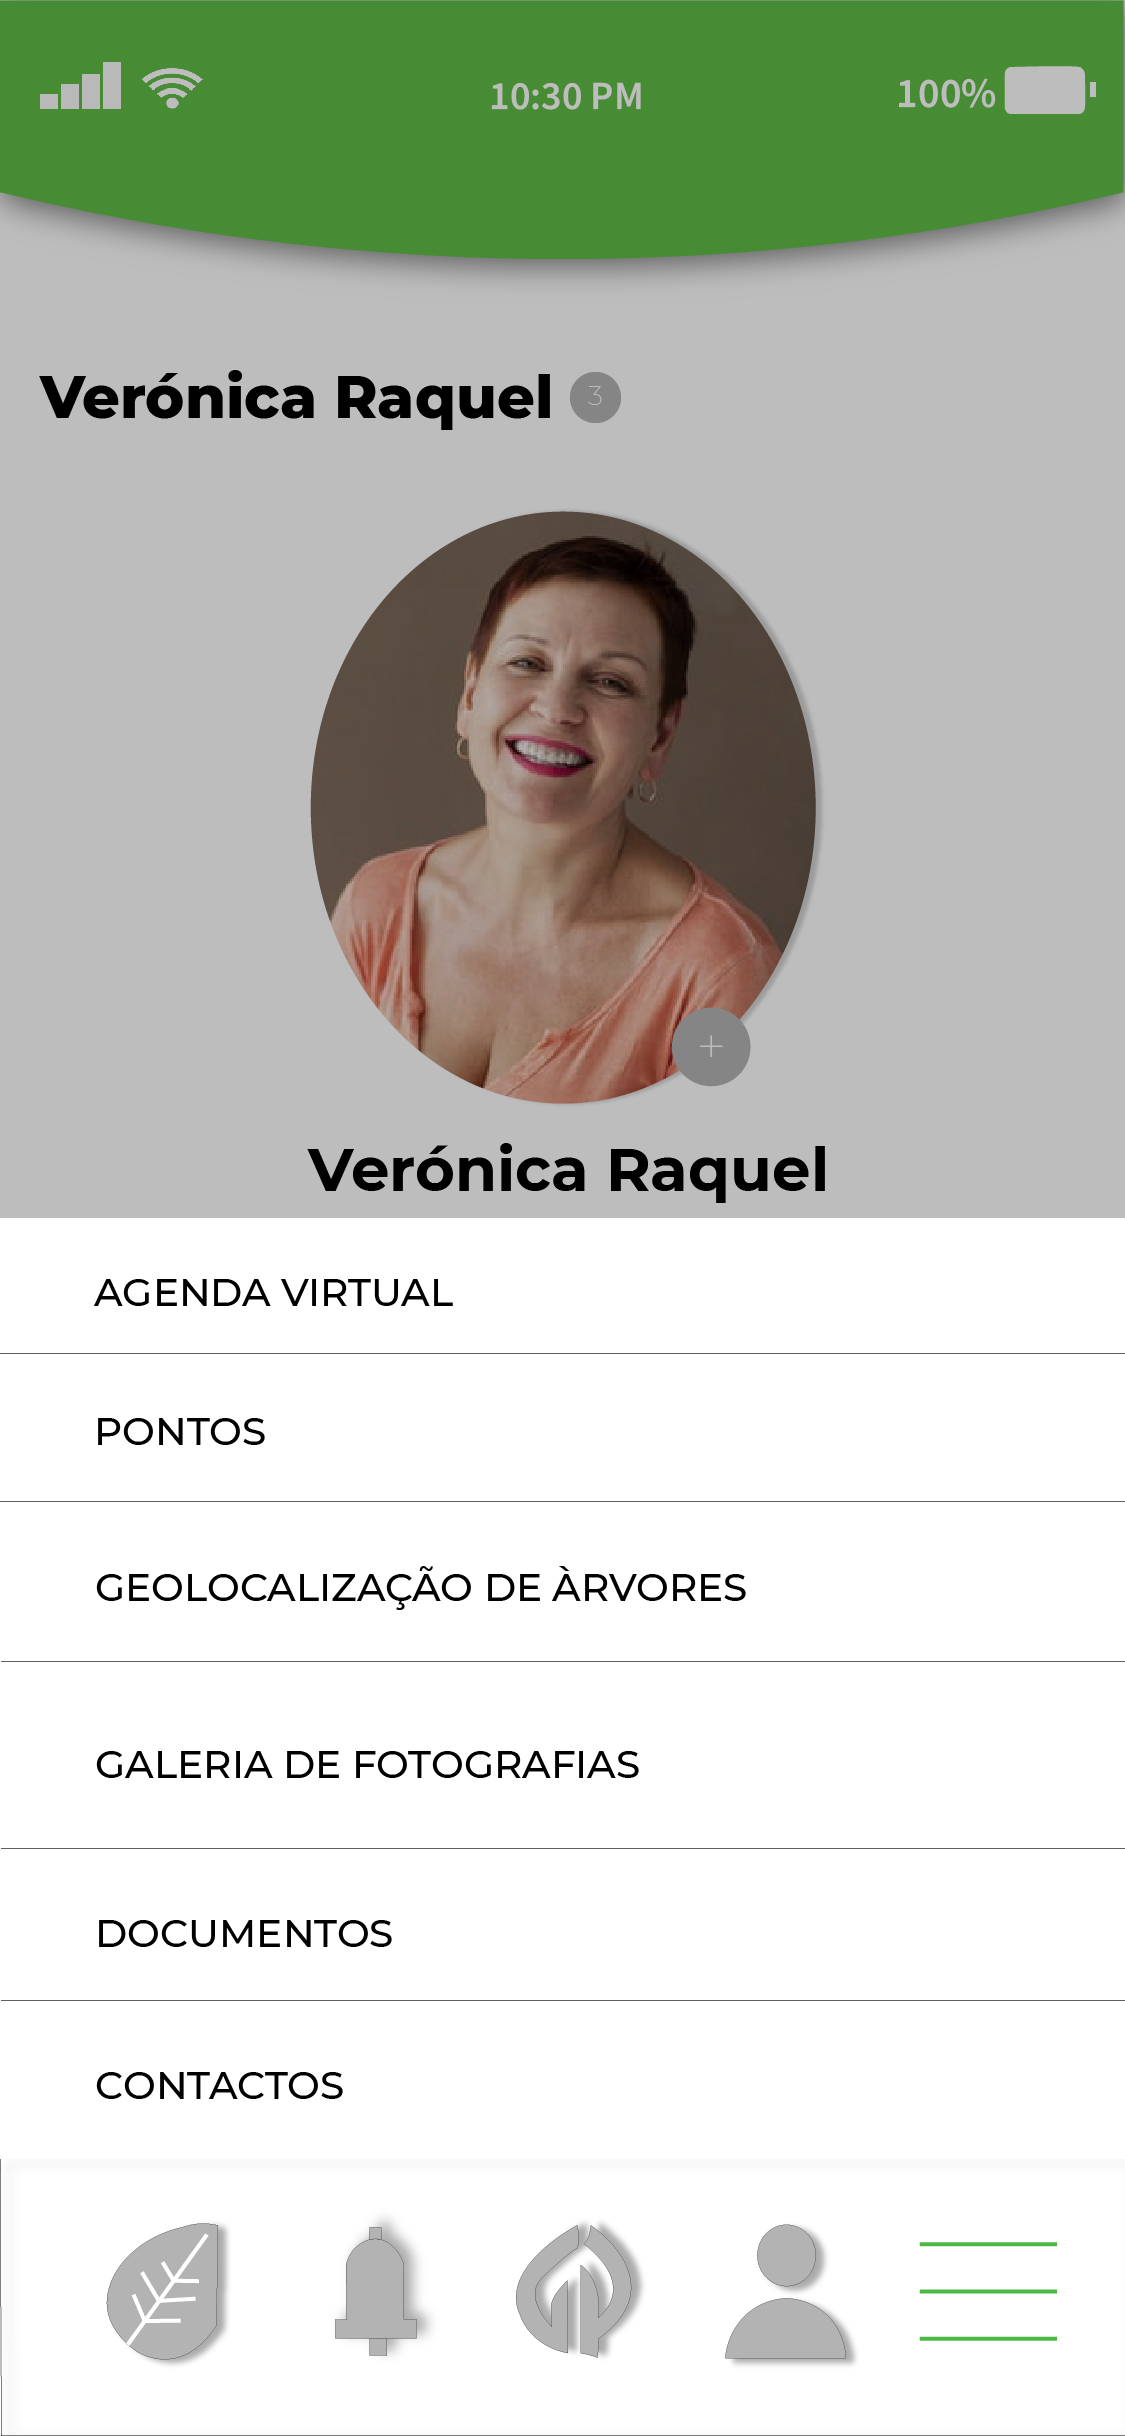 10:30 PM
100%
Verónica Raquel 3
+
Verónica Raquel
AGENDA VIRTUAL
PONTOS
GEOLOCALIZAÇÃO DE ÀRVORES
GALERIA DE FOTOGRAFIAS
DOCUMENTOS
CONTACTOS